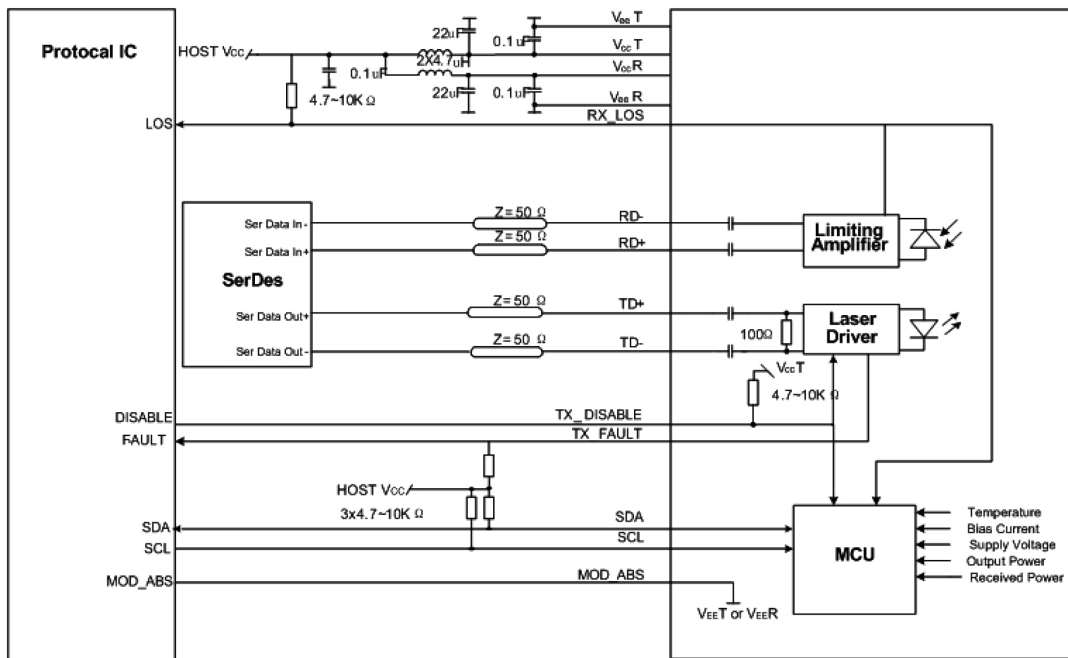 Protocal IC
HOST Vcc
22uF
0.1uF
VeeT
VccT
2X4.7uH
0.1uF
VccR
4.7~10K Ω
22uF
0.1uF
VeeR
LOS
RX_LOS
Ser Data In-
Z= 50 Ω
RD-
Ser Data In+
Z= 50 Ω
RD+
Limiting
Amplifier
SerDes
Ser Data Out+
Z= 50 Ω
TD+
Ser Data Out-
Z= 50 Ω
TD-
100Ω
Laser
Driver
VccT
4.7~10K Ω
DISABLE
TX_DISABLE
FAULT
TX_FAULT
HOST Vcc
3x4.7~10K Ω
SDA
SDA
SCL
SCL
MCU
Temperature
Bias Current
Supply Voltage
Output Power
Received Power
MOD_ABS
MOD_ABS
VEET or VEER